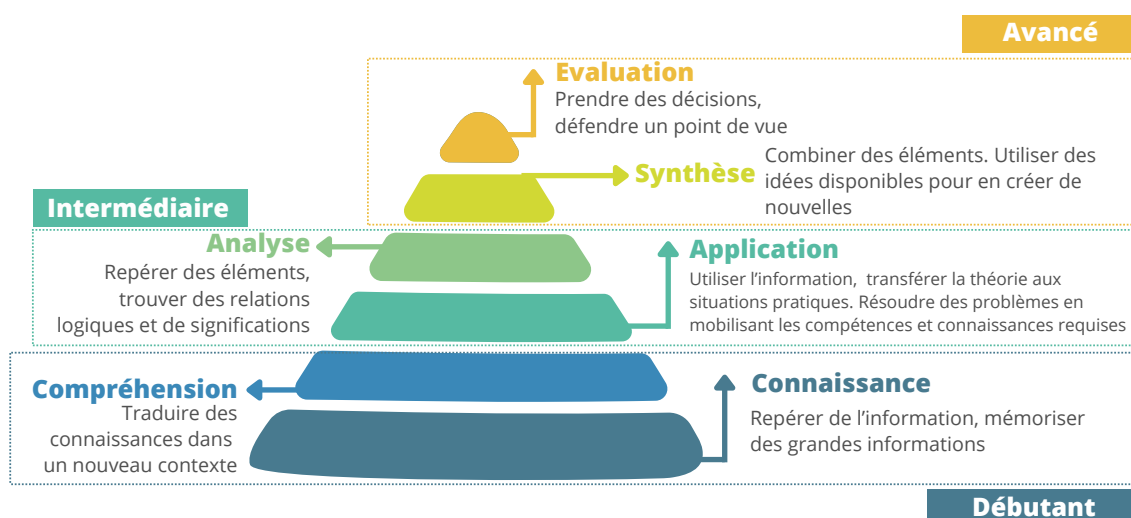 Avancé
Evaluation
Prendre des décisions,
défendre un point de vue
Synthèse
Combiner des éléments. Utiliser des
idées disponibles pour en créer de
nouvelles
Intermédiaire
Analyse
Repérer des éléments,
trouver des relations
logiques et de significations
Application
Utiliser l’information, transférer la théorie aux
situations pratiques. Résoudre des problèmes en
mobilisant les compétences et connaissances requises
Compréhension
Traduire des
connaissances dans
un nouveau contexte
Connaissance
Repérer de l’information, mémoriser
des grandes informations
Débutant